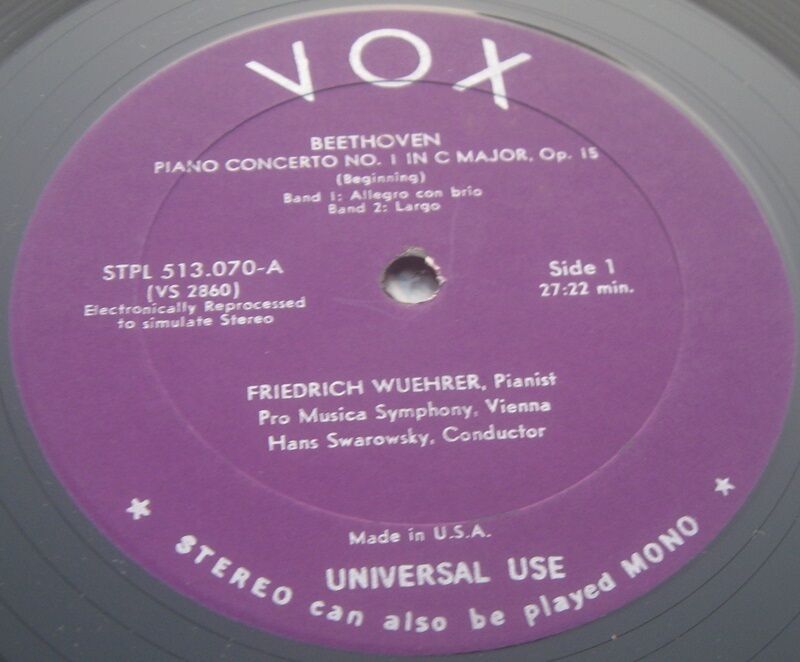 VOX
BEETHOVEN
PIANO CONCERTO NO. 1 IN C MAJOR, Op. 15
(Beginning)
Band 1: Allegro con brio
Band 2: Largo
STPL 513.070-A
(VS 2860)
Electronically Reprocessed
to simulate Stereo
Side 1
27:22 min.
FRIEDRICH WUEHRER, Pianist
Pro Musica Symphony, Vienna
Hans Swarowsky, Conductor
Made in U.S.A.
UNIVERSAL USE
★ STEREO can also be played MONO ★